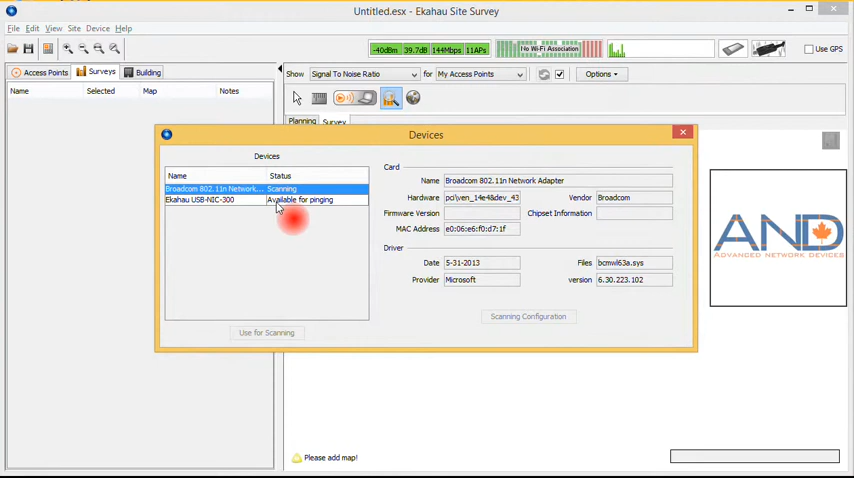 Untitled.esx - Ekahau Site Survey
File Edit View Site Device Help
-40dBm 39.7dB 144Mbps 11APs
No Wi-Fi Association
Use GPS
Access Points Surveys Building
Show Signal To Noise Ratio for My Access Points Options
Name Selected Map Notes
Planning Survey
Devices
Devices
Name Status
Broadcom 802.11n Network... Scanning
Ekahau USB-NIC-300 Available for pinging
Use for Scanning
Card
Name Broadcom 802.11n Network Adapter
Hardware pci\ven_14e4&dev_43 Vendor Broadcom
Firmware Version Chipset Information
MAC Address e0:06:e6:f0:d7:1f
Driver
Date 5-31-2013 Files bcmwl63a.sys
Provider Microsoft version 6.30.223.102
Scanning Configuration
AND
ADVANCED NETWORK DEVICES
Please add map!